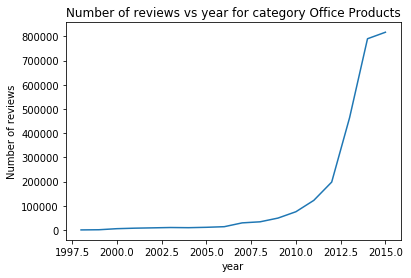 Number of reviews vs year for category Office Products
800000
700000
600000
500000
400000
300000
200000
100000
0
Number of reviews
1997.5 2000.0 2002.5 2005.0 2007.5 2010.0 2012.5 2015.0
year